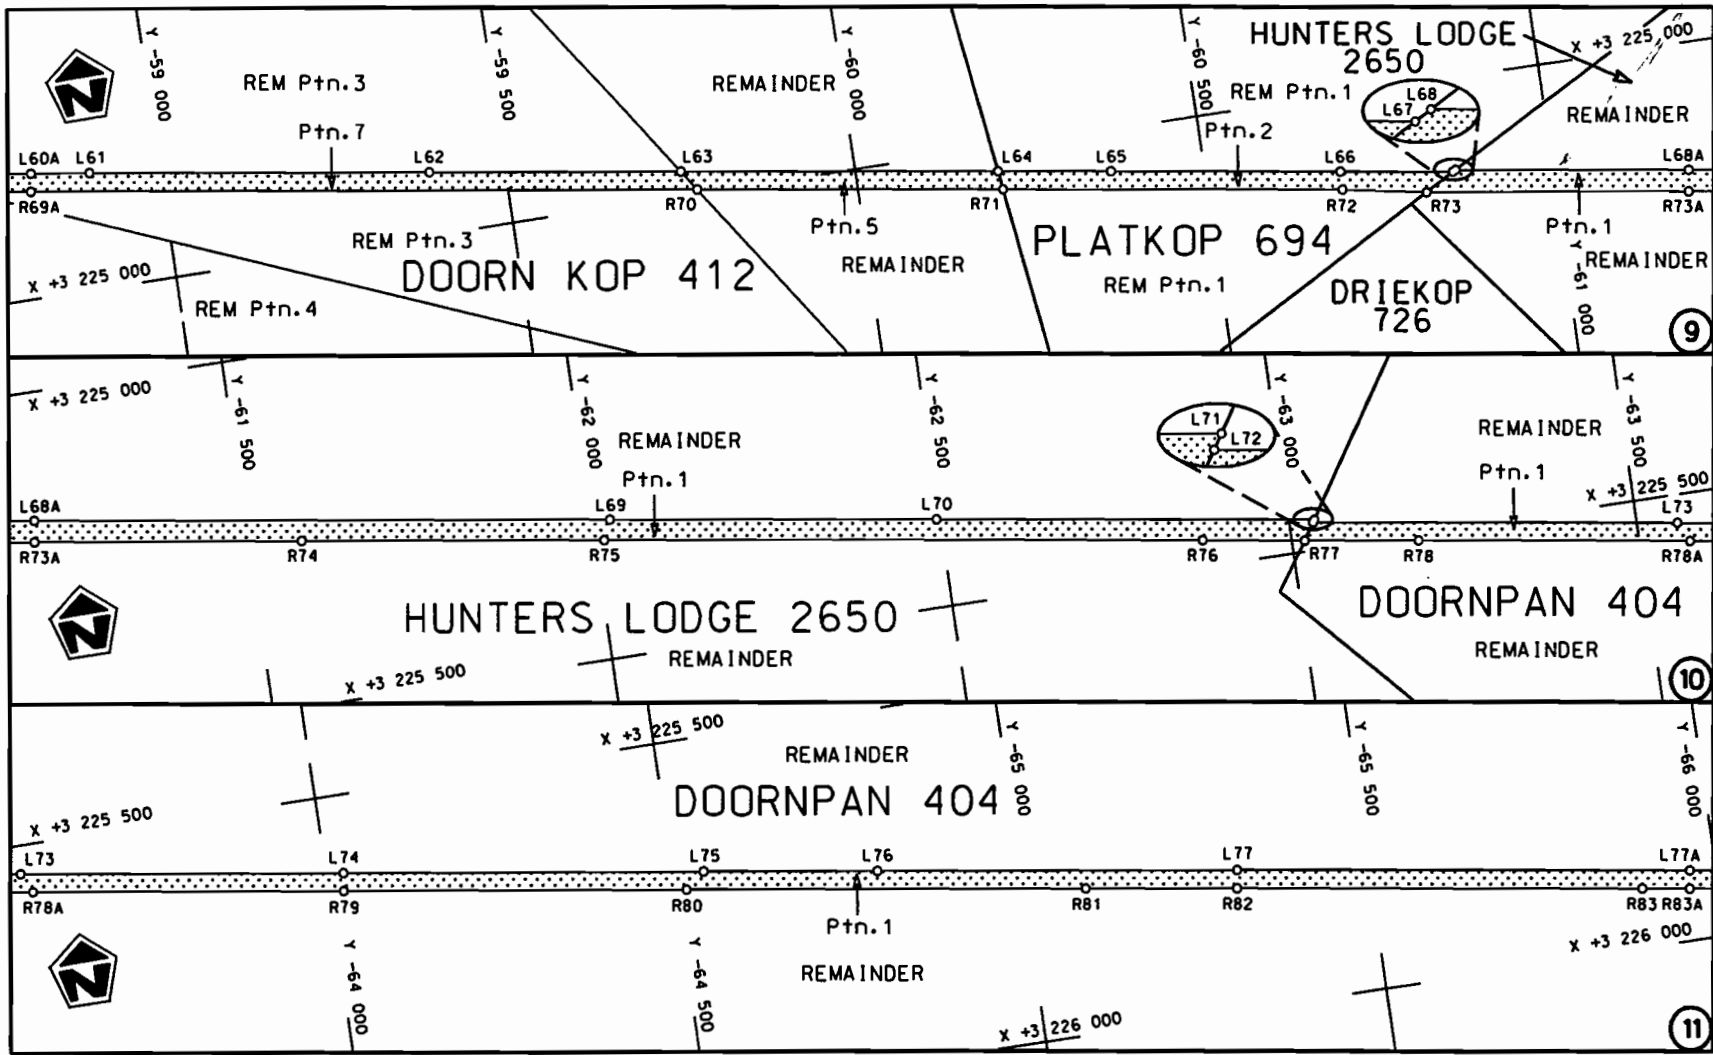 Y -59 000
Y -59 500
Y -60 000
Y -60 500
HUNTERS LODGE
2650
X +3 225 000
REM Ptn.3
REMAINDER
REM Ptn.1
L68
L67
REMAINDER
Ptn.7
Ptn.2
L60A
L61
L62
L63
L64
L65
L66
L68A
R69A
R70
R71
R72
R73
R73A
Ptn.5
Ptn.1
REM Ptn.3
DOORN KOP 412
REMAINDER
PLATKOP 694
REM Ptn.1
Y -61 000
REMAINDER
X +3 225 000
REM Ptn.4
DRIEKOP
726
9
X +3 225 000
Y -61 500
Y -62 000
Y -62 500
Y -63 000
Y -63 500
REMAINDER
Ptn.1
L71
L72
REMAINDER
Ptn.1
X +3 225 500
L68A
L69
L70
L73
R73A
R74
R75
R76
R77
R78
R78A
HUNTERS LODGE 2650
REMAINDER
DOORNPAN 404
REMAINDER
X +3 225 500
10
X +3 225 500
REMAINDER
Y -65 000
Y -65 500
Y -66 000
DOORNPAN 404
X +3 225 500
L73
L74
L75
L76
L77
L77A
R78A
R79
R80
R81
R82
R83
R83A
Ptn.1
Y -64 000
Y -64 500
REMAINDER
X +3 226 000
X +3 226 000
11
N
N
N